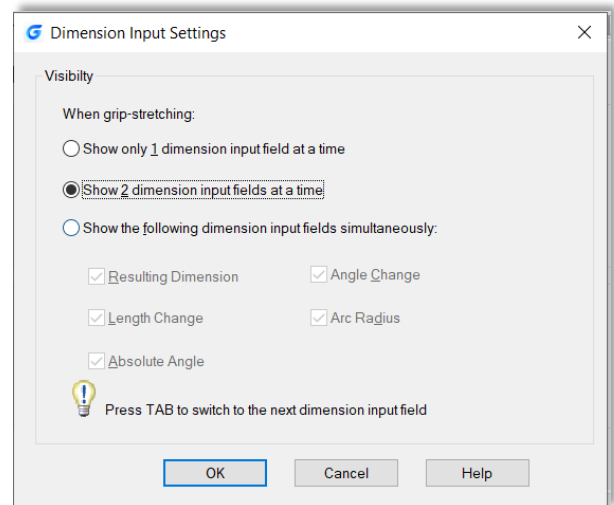 Dimension Input Settings
Visibilty
When grip-stretching:
Show only 1 dimension input field at a time
Show 2 dimension input fields at a time
Show the following dimension input fields simultaneously:
Resulting Dimension
Angle Change
Length Change
Arc Radius
Absolute Angle
Press TAB to switch to the next dimension input field
OK
Cancel
Help